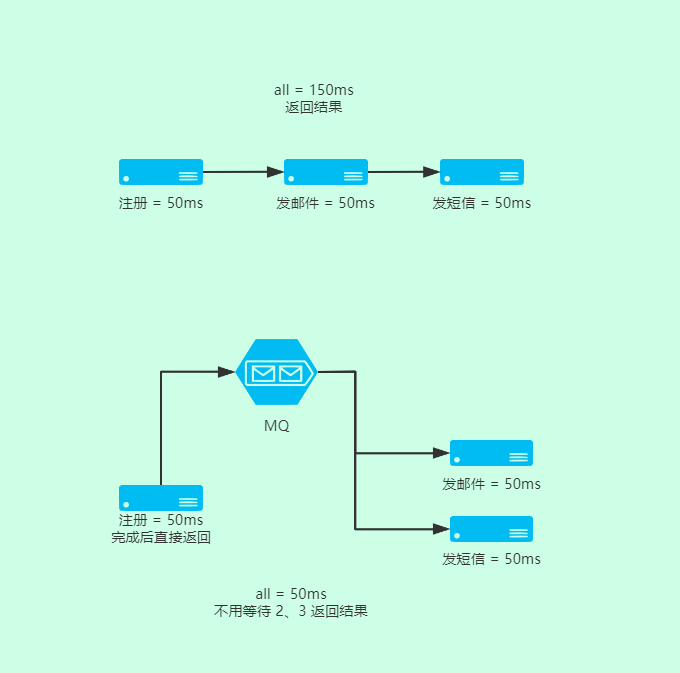 all = 150ms
返回结果
注册 = 50ms
发邮件 = 50ms
发短信 = 50ms
MQ
发邮件 = 50ms
注册 = 50ms
完成后直接返回
发短信 = 50ms
all = 50ms
不用等待 2、3 返回结果